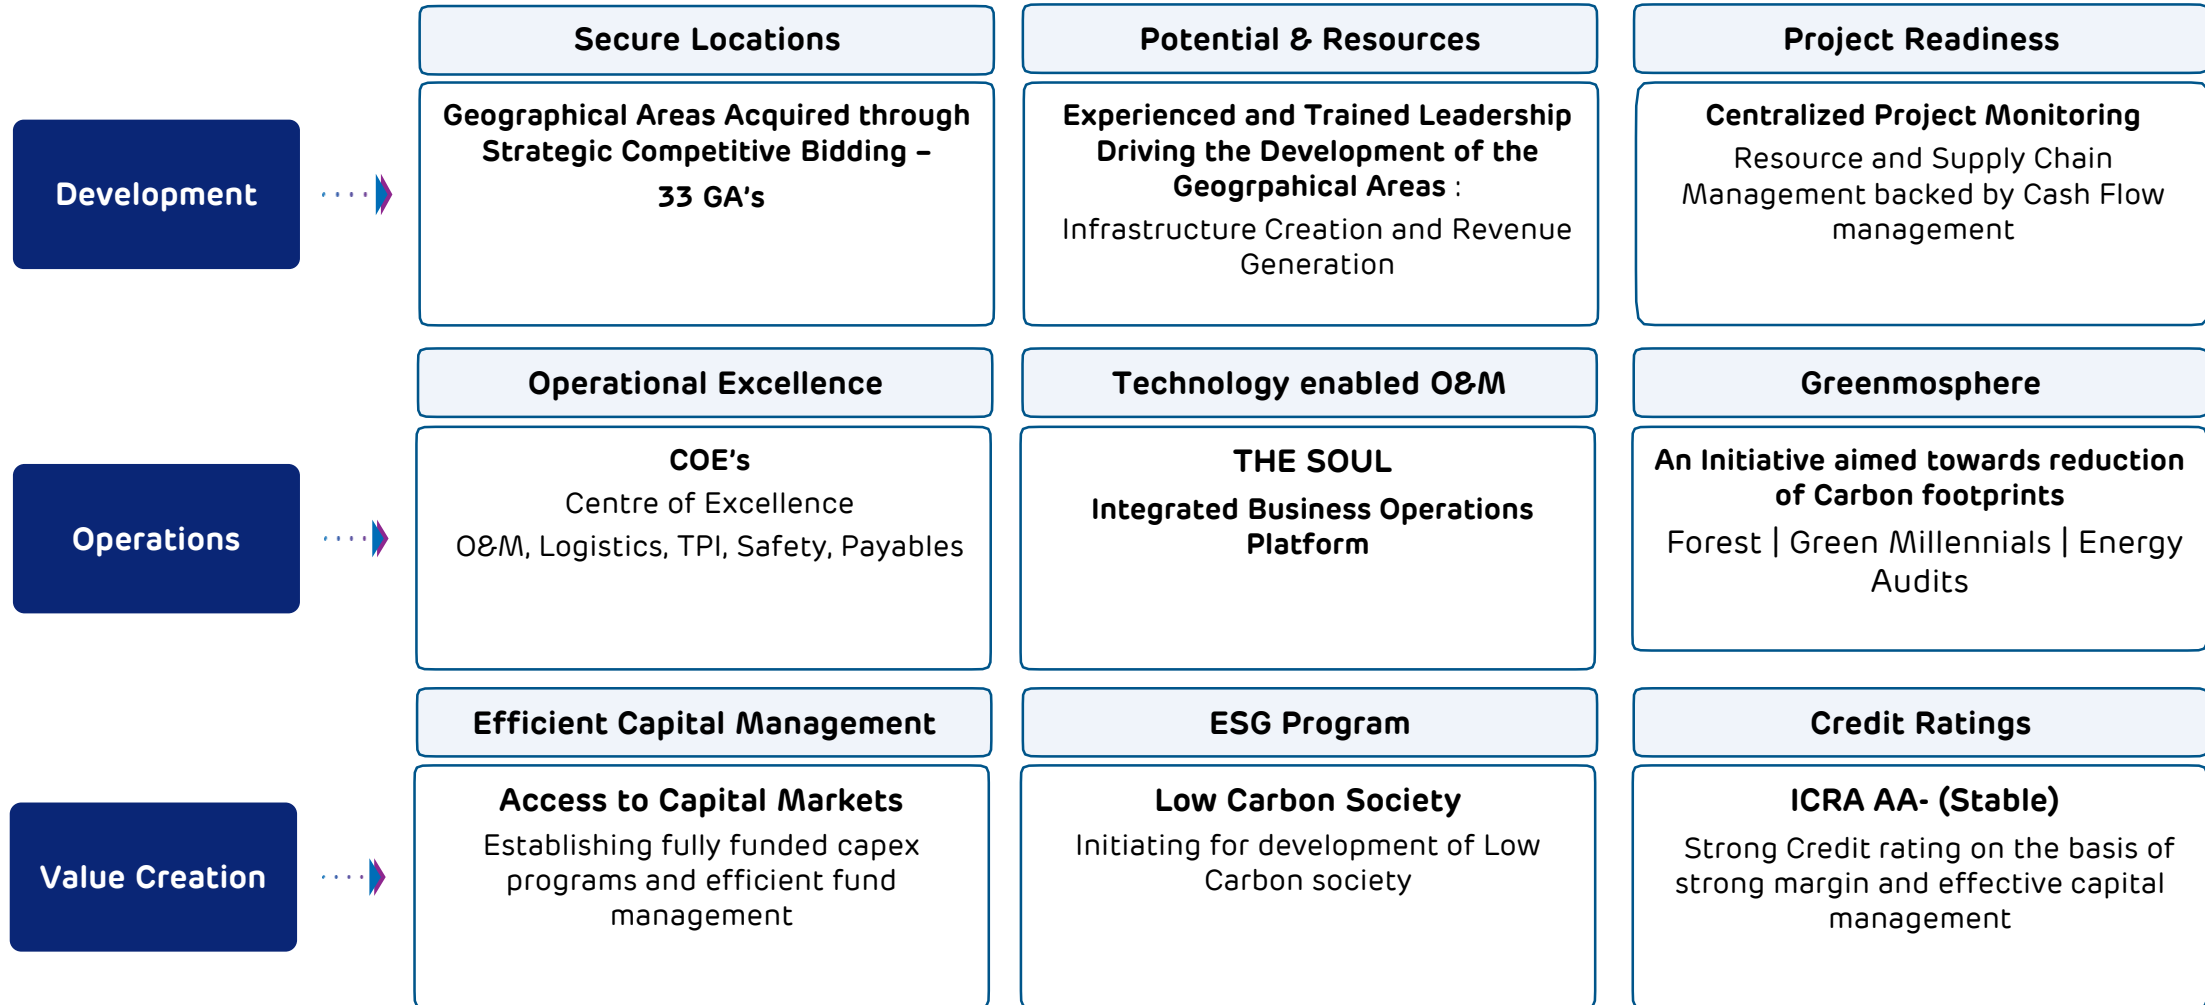 Secure Locations
Potential & Resources
Project Readiness
Development
Geographical Areas Acquired through
Strategic Competitive Bidding –
33 GA's
Experienced and Trained Leadership
Driving the Development of the
Geogrpahical Areas :
Infrastructure Creation and Revenue
Generation
Centralized Project Monitoring
Resource and Supply Chain
Management backed by Cash Flow
management
Operational Excellence
Technology enabled O&M
Greenmosphere
Operations
COE's
Centre of Excellence
O&M, Logistics, TPI, Safety, Payables
THE SOUL
Integrated Business Operations
Platform
An Initiative aimed towards reduction
of Carbon footprints
Forest | Green Millennials | Energy
Audits
Efficient Capital Management
ESG Program
Credit Ratings
Value Creation
Access to Capital Markets
Establishing fully funded capex
programs and efficient fund
management
Low Carbon Society
Initiating for development of Low
Carbon society
ICRA AA- (Stable)
Strong Credit rating on the basis of
strong margin and effective capital
management